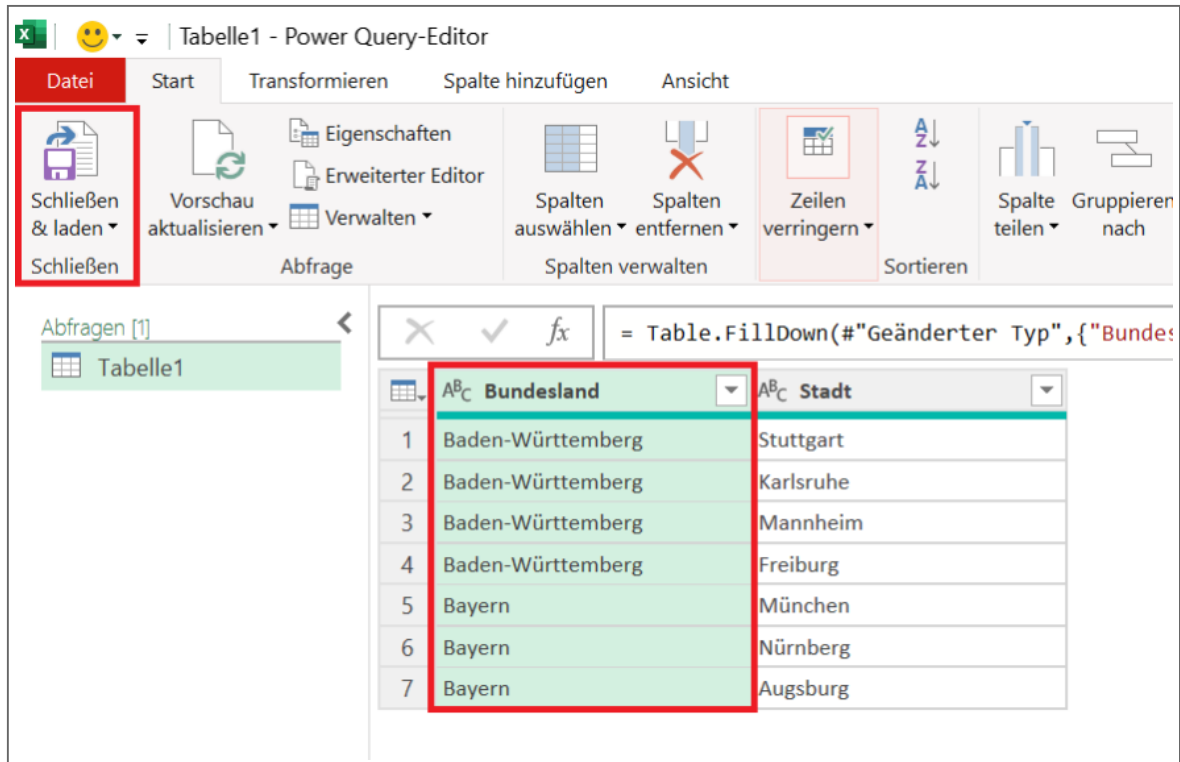 Tabelle1 - Power Query-Editor
Datei Start Transformieren Spalte hinzufügen Ansicht
Schließen
& laden
Schließen
Vorschau
aktualisieren
Eigenschaften
Erweiterter Editor
Verwalten
Abfrage
Spalten
auswählen
Spalten
entfernen
Spalten verwalten
Zeilen
verringern
A
Z
Z
A
Sortieren
Spalte
teilen
Gruppieren
nach
Abfragen [1]
Tabelle1
fx = Table.FillDown(#"Geänderter Typ",{"Bundes
ABC Bundesland ABC Stadt
1 Baden-Württemberg Stuttgart
2 Baden-Württemberg Karlsruhe
3 Baden-Württemberg Mannheim
4 Baden-Württemberg Freiburg
5 Bayern München
6 Bayern Nürnberg
7 Bayern Augsburg